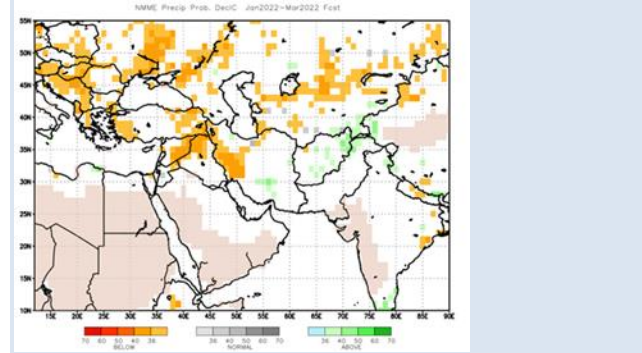 NMME Precip Prob. DecIC Jan2022-Mar2022 Fcst
55N
50N
45N
40N
35N
30N
25N
20N
15N
10N
15E 20E 25E 30E 35E 40E 45E 50E 55E 60E 65E 70E 75E 80E 85E 90E
70 60 50 40 36 36 40 50 60 70 36 40 50 60 70
BELOW NORMAL ABOVE